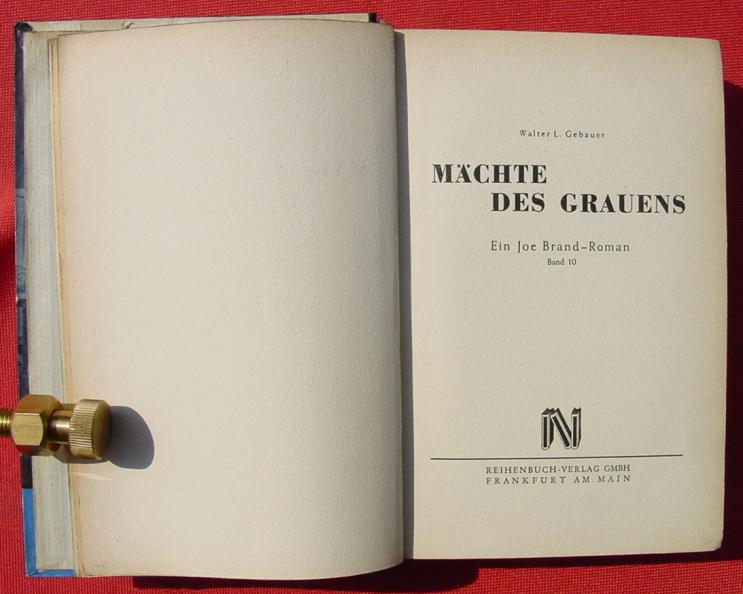 Walter L. Gebauer
MÄCHTE
DES GRAUENS
Ein Joe Brand-Roman
Band 10
REIHENBUCH-VERLAG GMBH
FRANKFURT AM MAIN